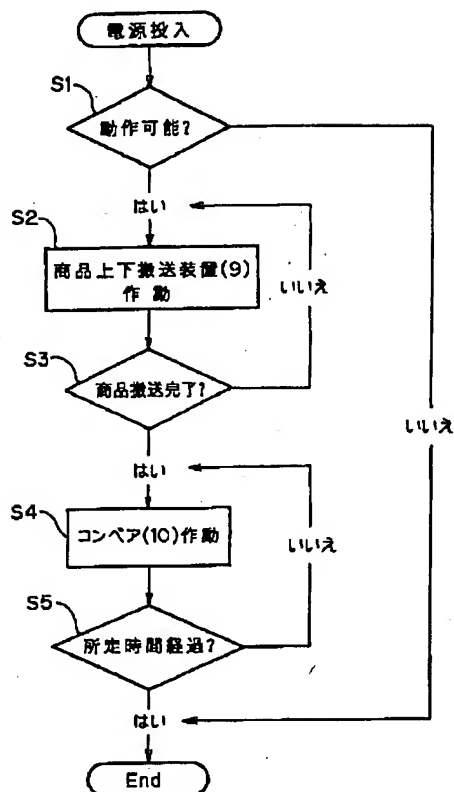 電源投入
S1
動作可能?
はい
S2
商品上下搬送装置(9)
作動
いいえ
S3
商品搬送完了?
いいえ
はい
S4
コンベア(10)作動
いいえ
S5
所定時間経過?
はい
End